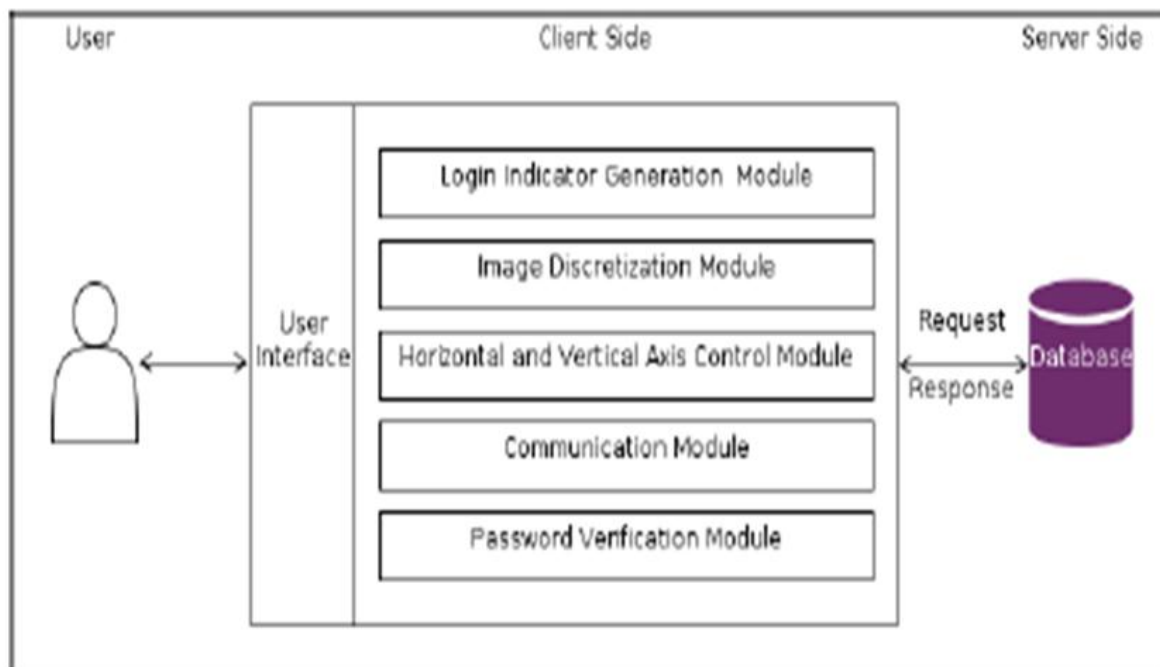 User
Client Side
Server Side
Login Indicator Generation Module
Image Discretization Module
User
Interface
Horizontal and Vertical Axis Control Module
Communication Module
Password Verification Module
Request
Response
Database